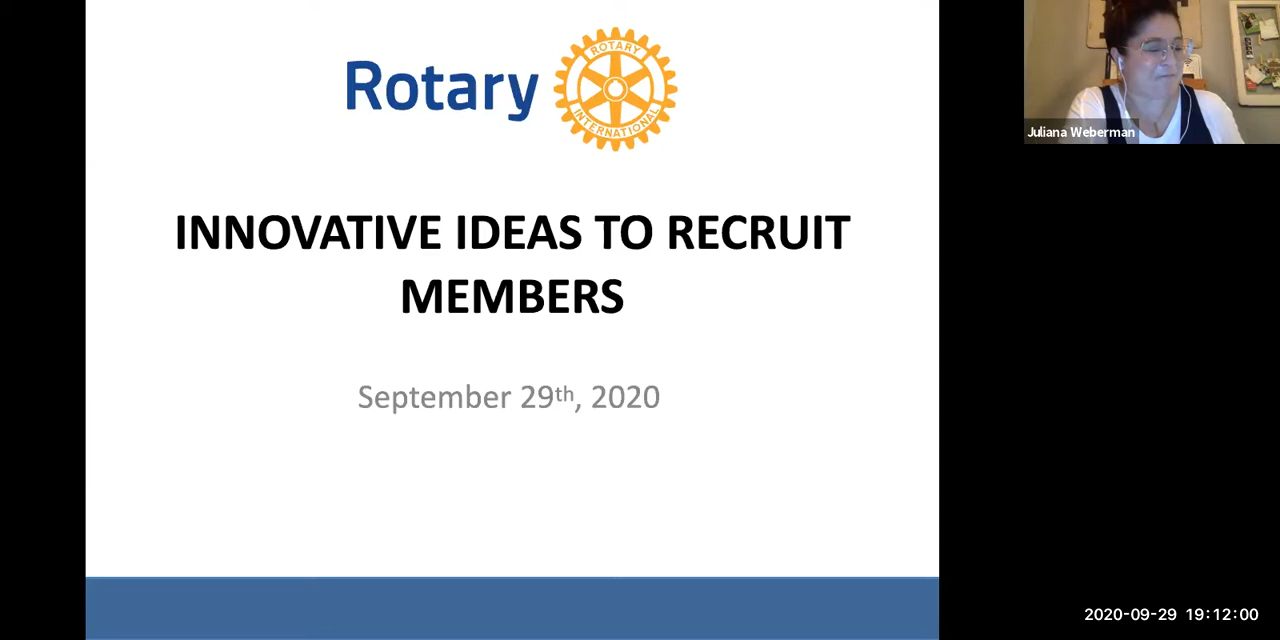 Rotary
ROTARY
INTERNATIONAL
Juliana Weberman
INNOVATIVE IDEAS TO RECRUIT
MEMBERS
September 29th, 2020
2020-09-29 19:12:00